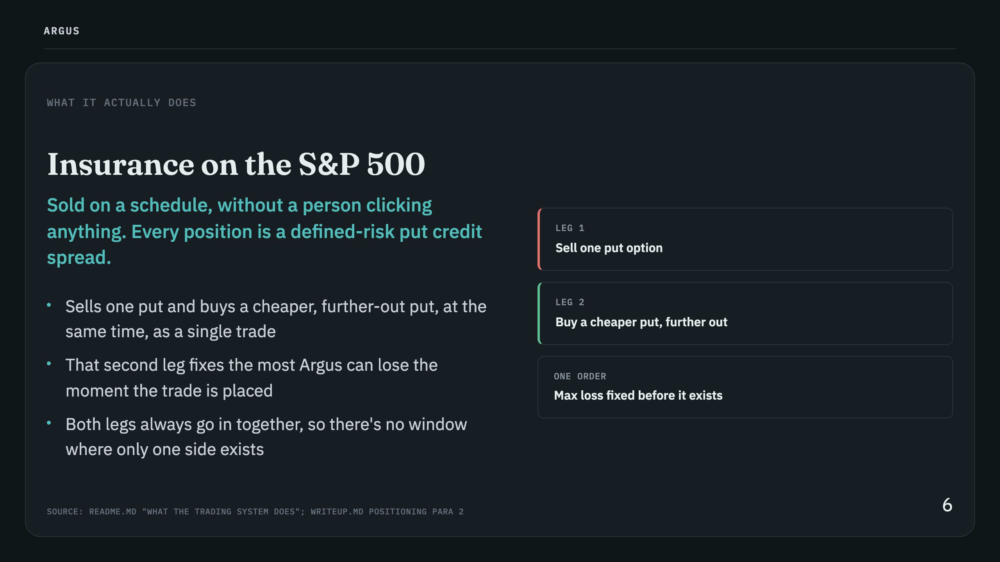 ARGUS
WHAT IT ACTUALLY DOES
Insurance on the S&P 500
Sold on a schedule, without a person clicking
anything. Every position is a defined-risk put credit
spread.
• Sells one put and buys a cheaper, further-out put, at the
same time, as a single trade
• That second leg fixes the most Argus can lose the
moment the trade is placed
• Both legs always go in together, so there's no window
where only one side exists
LEG 1
Sell one put option
LEG 2
Buy a cheaper put, further out
ONE ORDER
Max loss fixed before it exists
SOURCE: README.MD "WHAT THE TRADING SYSTEM DOES"; WRITEUP.MD POSITIONING PARA 2
6